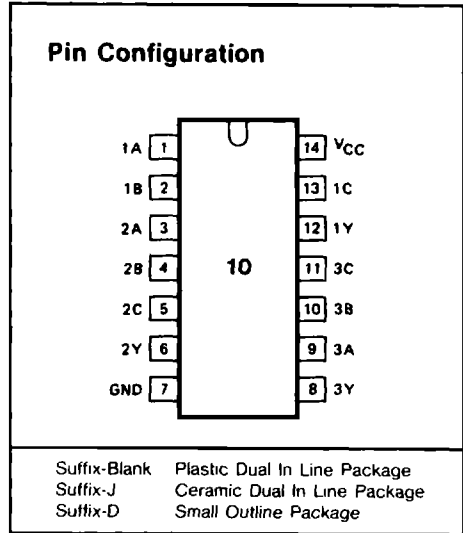 Pin Configuration
1A 1 14 VCC
1B 2 13 1C
2A 3 12 1Y
2B 4 10 11 3C
2C 5 10 3B
2Y 6 9 3A
GND 7 8 3Y
Suffix-Blank Plastic Dual In Line Package
Suffix-J Ceramic Dual In Line Package
Suffix-D Small Outline Package